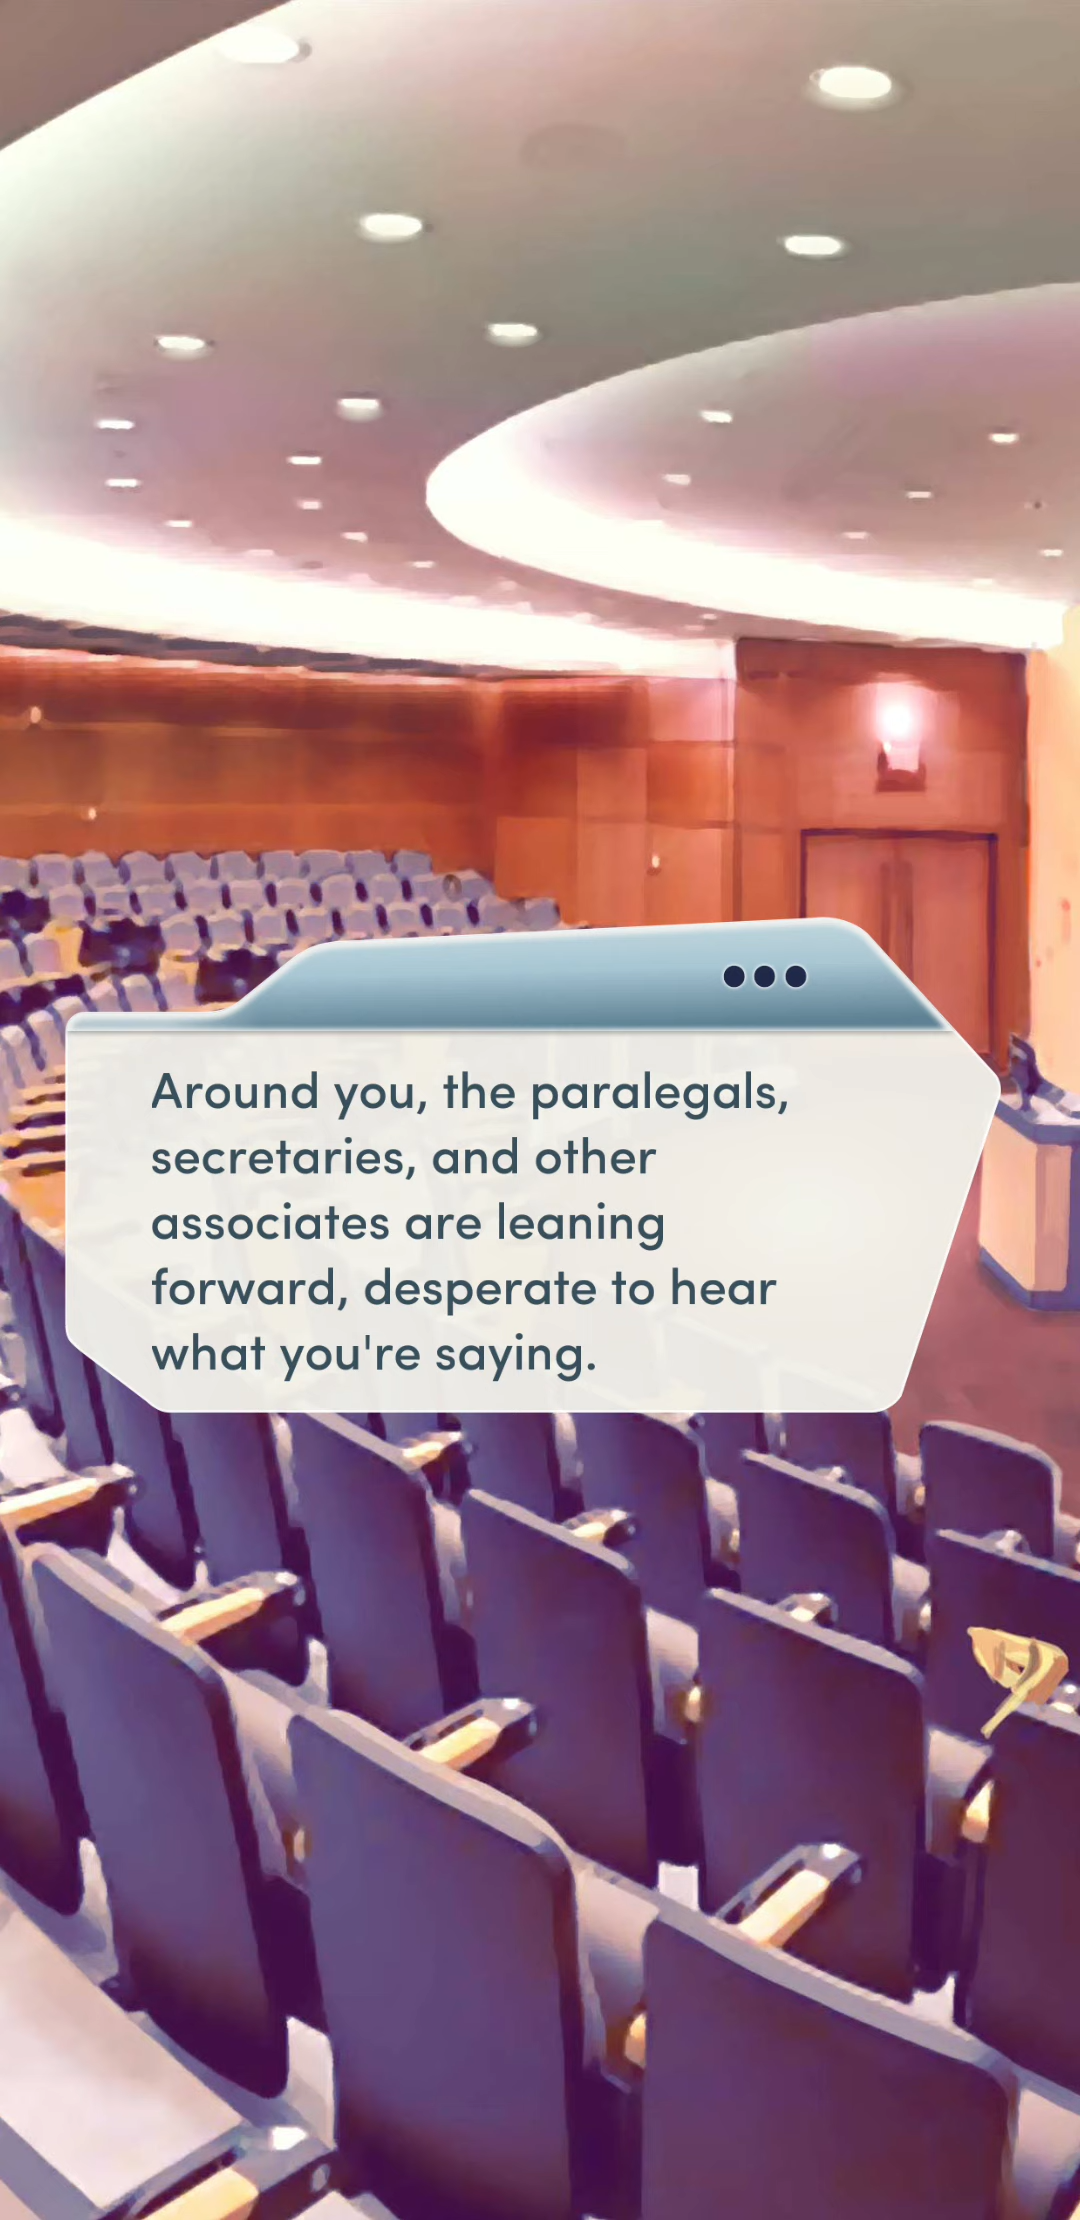 Around you, the paralegals,
secretaries, and other
associates are leaning
forward, desperate to hear
what you're saying.